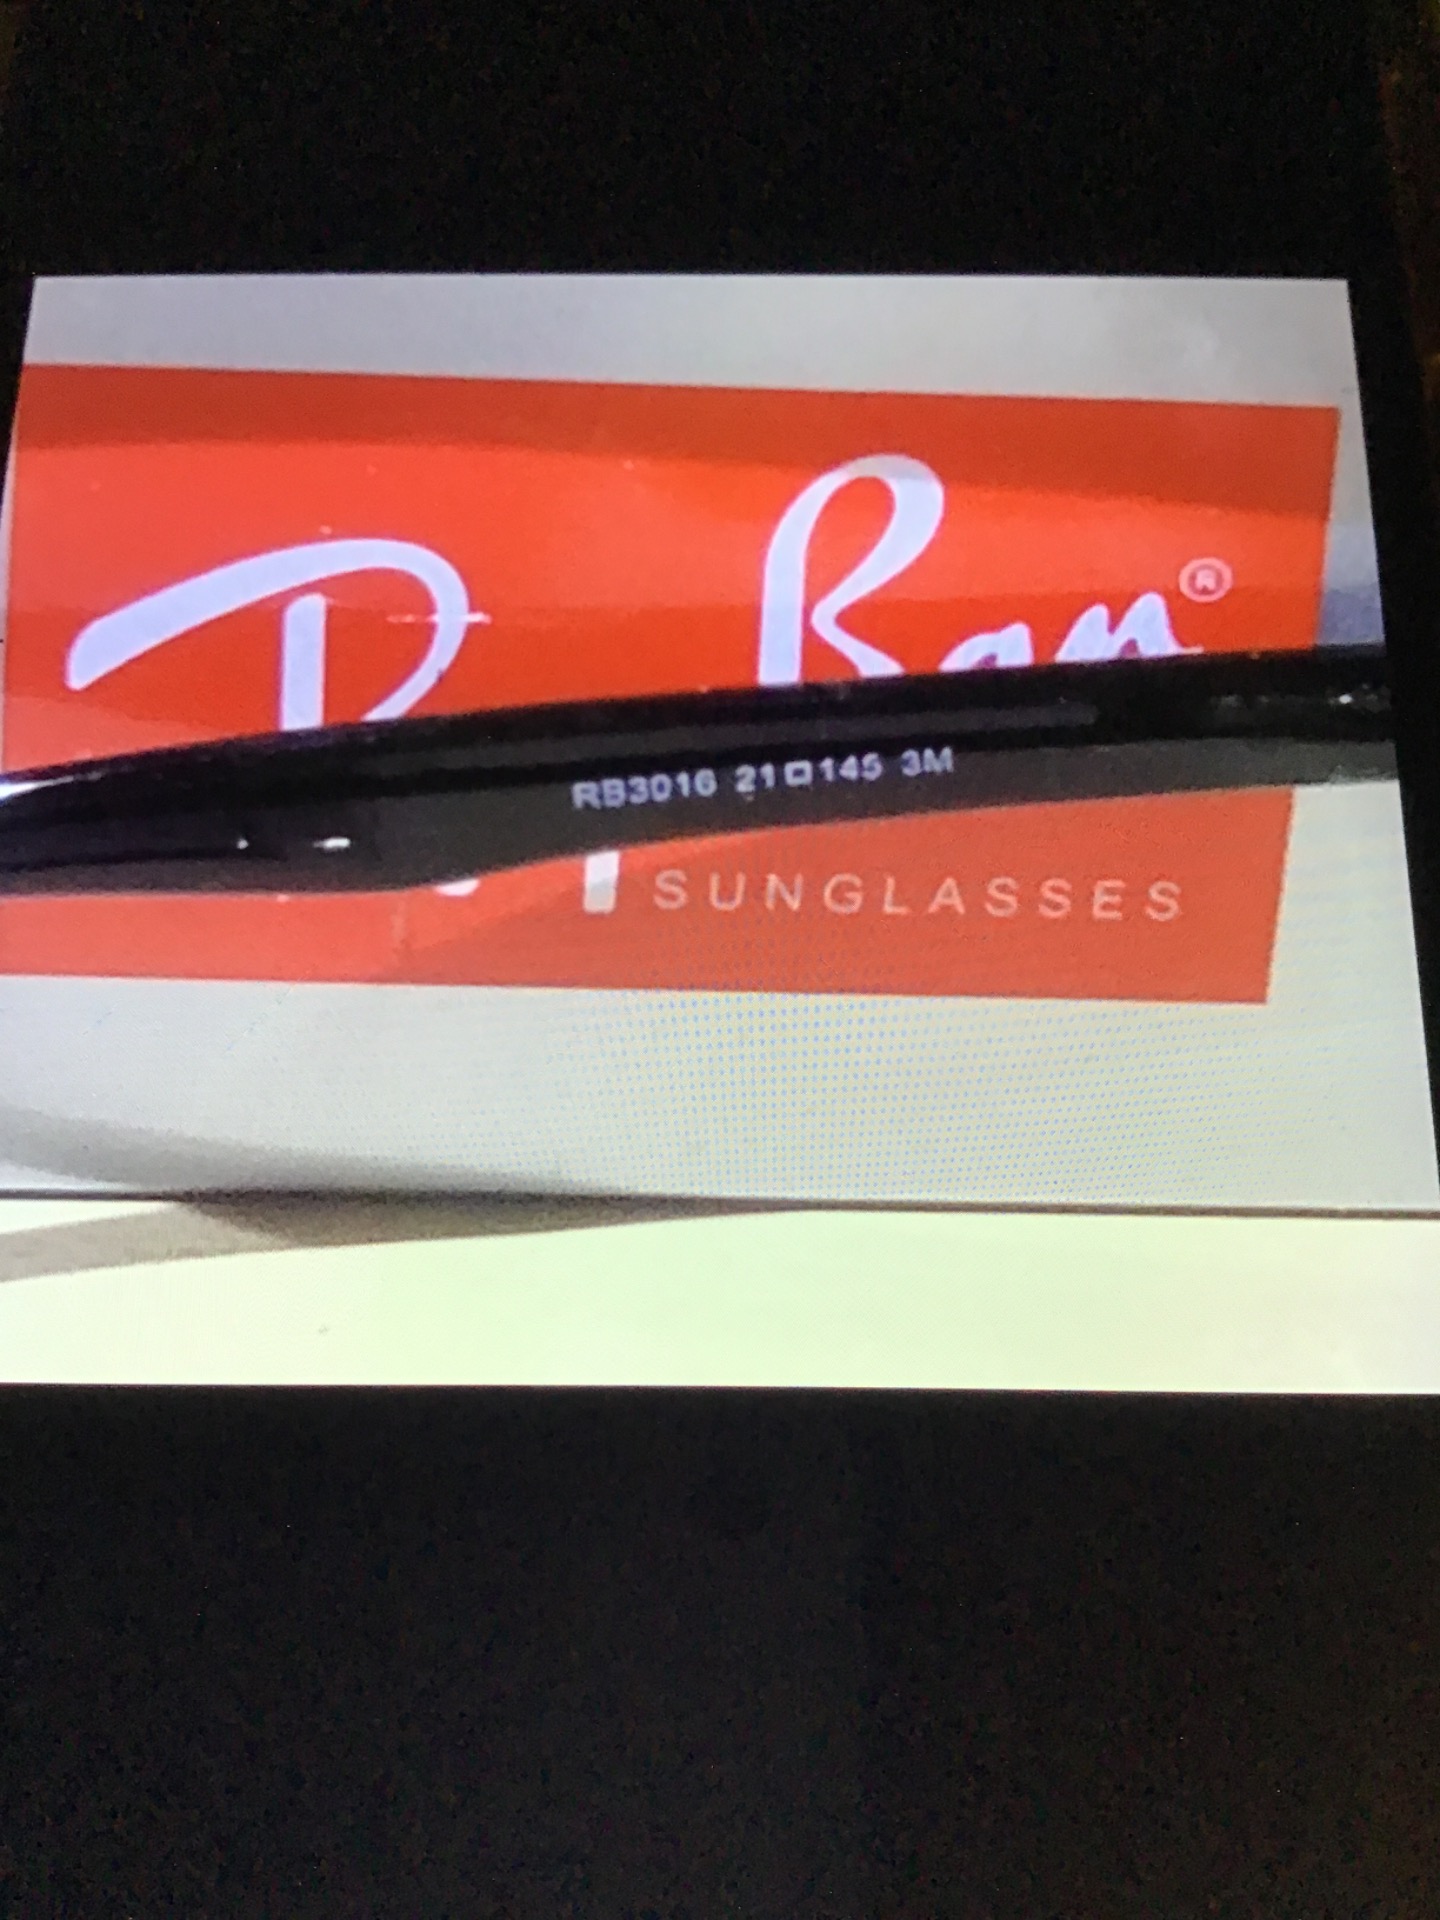 Ray-Ban®
RB3016 21□145 3M
SUNGLASSES